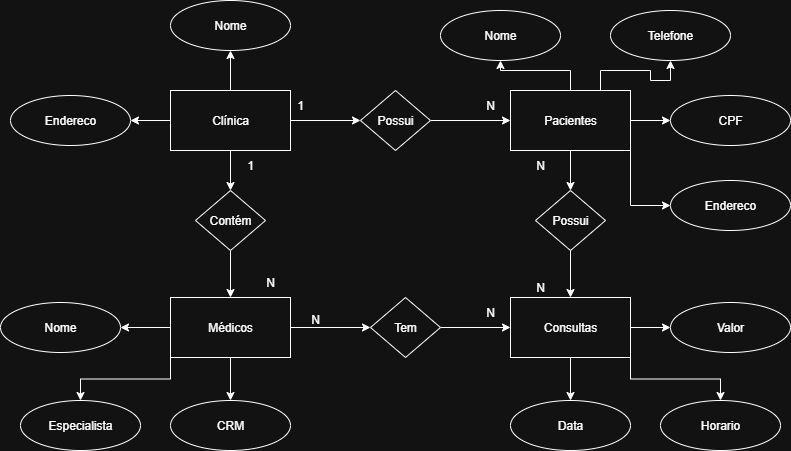 Nome
Nome
Telefone
Endereco
Clínica
1
Possui
N
Pacientes
CPF
1
N
Contém
Possui
Endereco
N
N
Nome
Médicos
N
Tem
N
Consultas
Valor
Especialista
CRM
Data
Horario